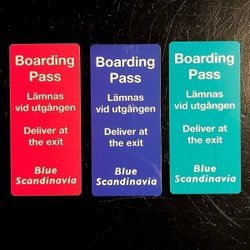 Boarding
Pass
Lämnas
vid utgången
Deliver at
the exit
Blue
Scandinavia
Boarding
Pass
Lämnas
vid utgången
Deliver at
the exit
Blue
Scandinavia
Boarding
Pass
Lämnas
vid utgången
Deliver at
the exit
Blue
Scandinavia